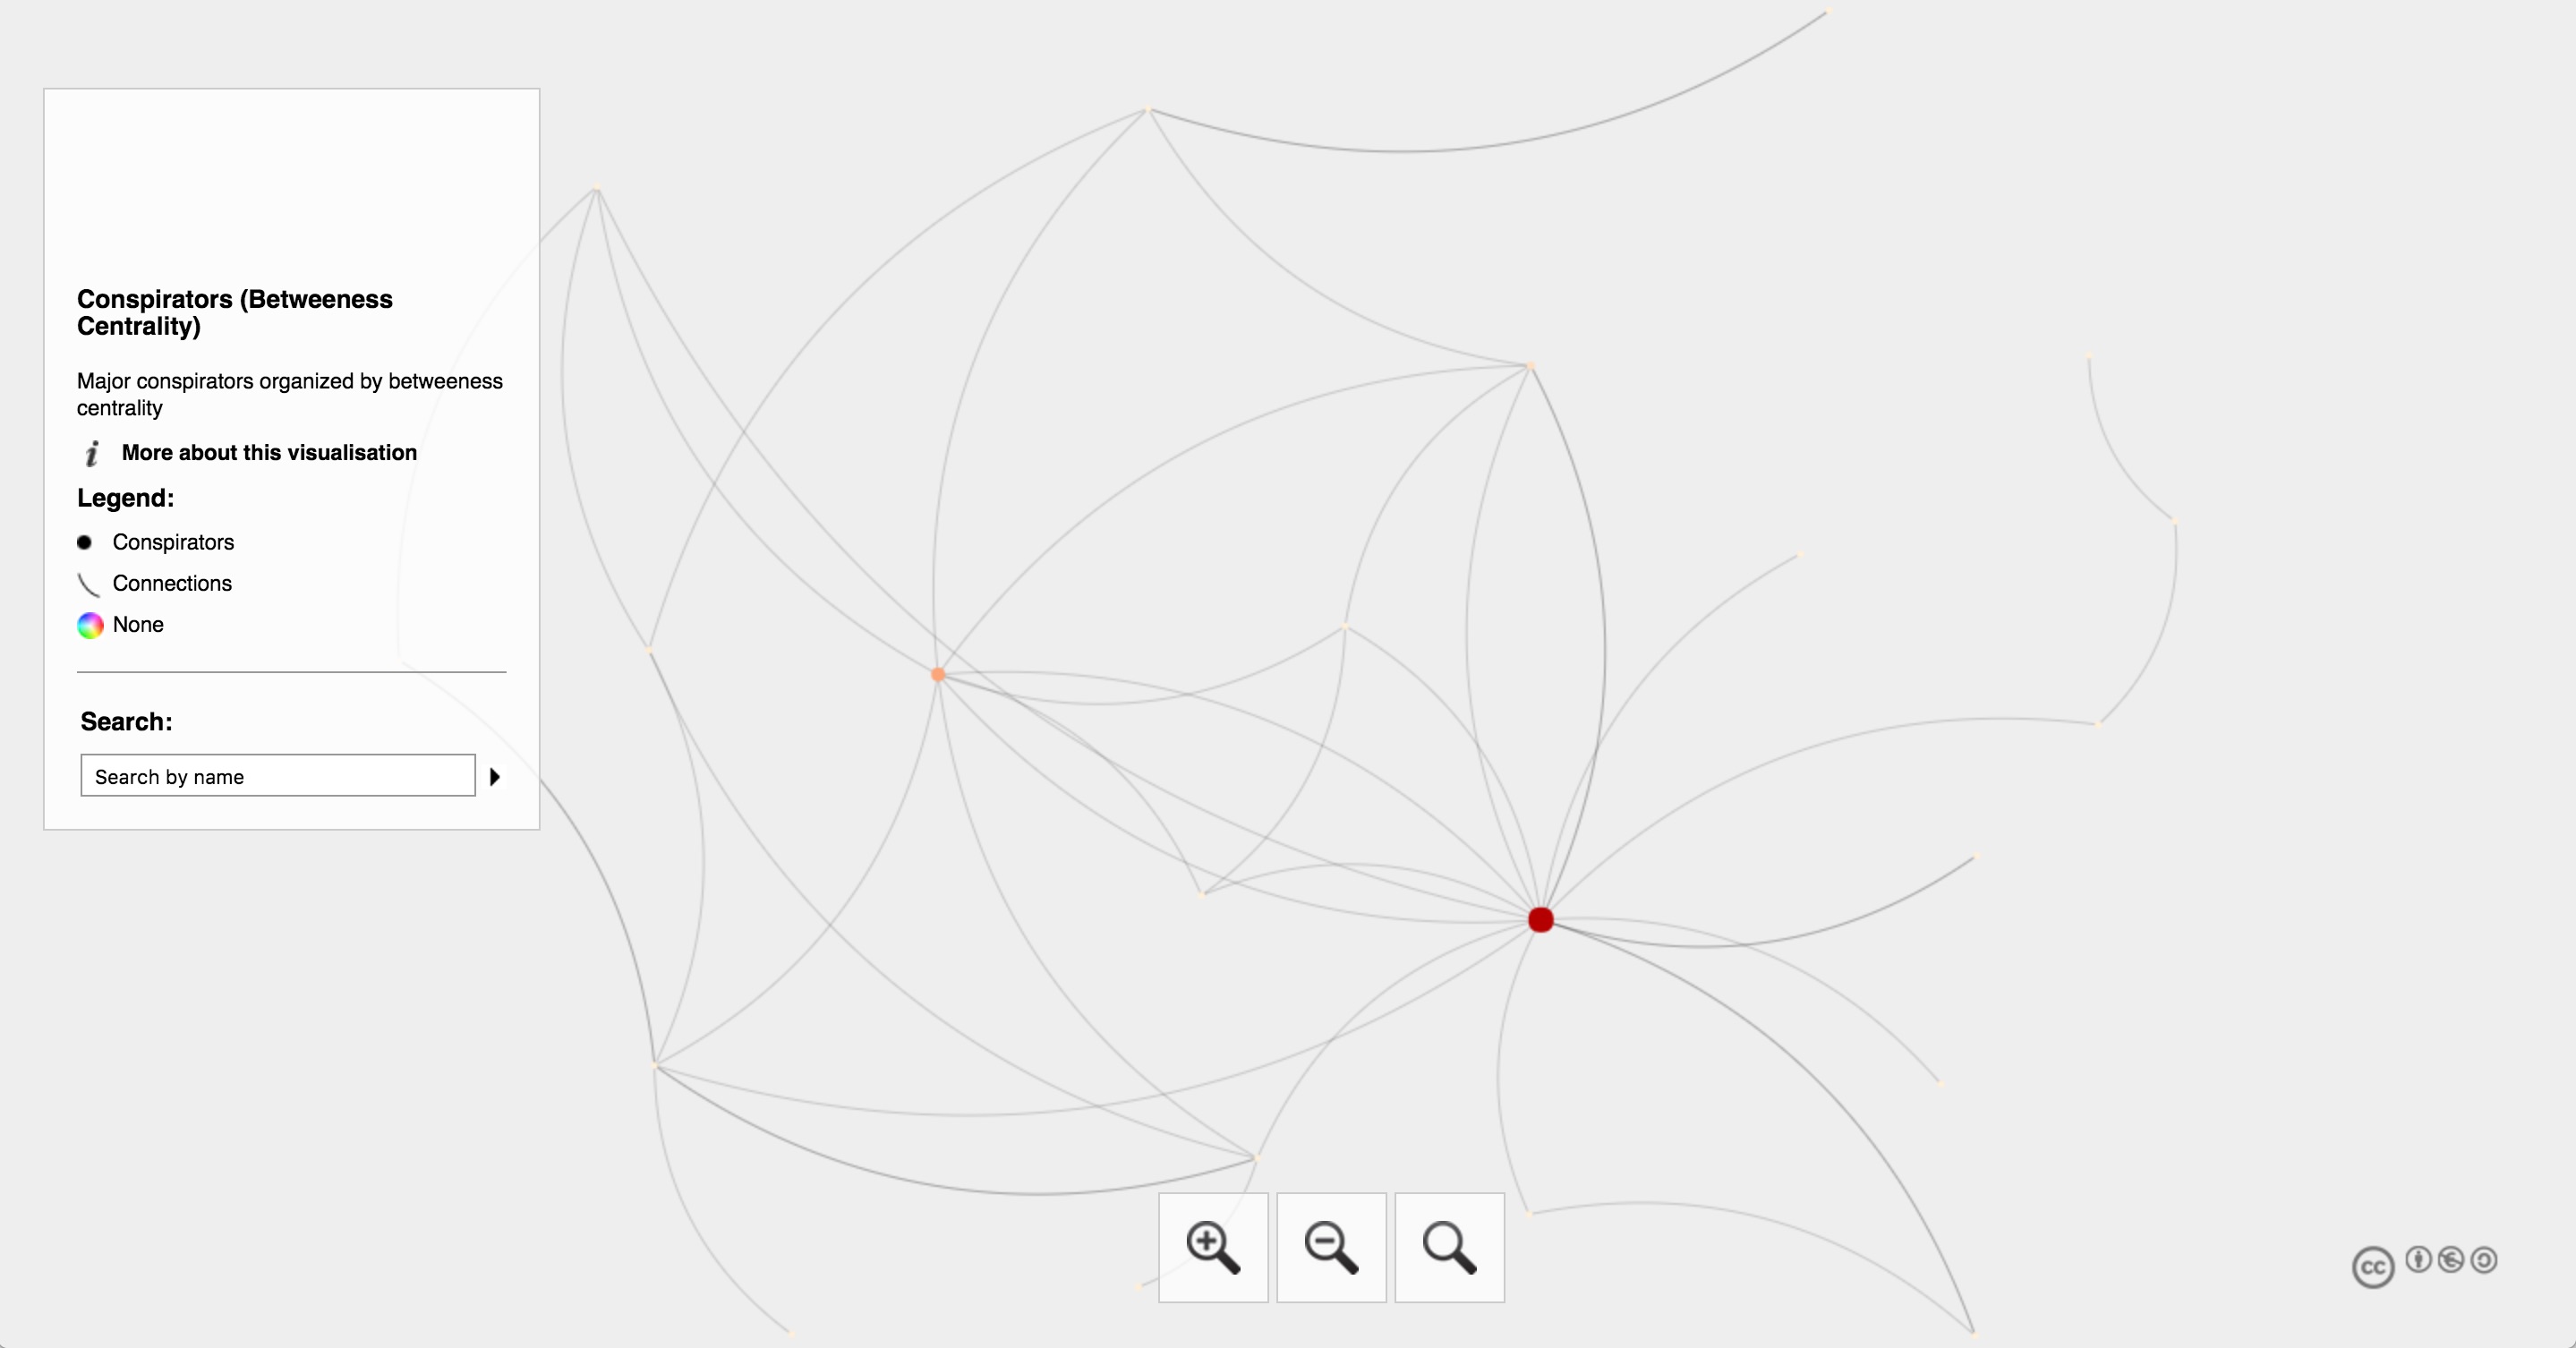 Conspirators (Betweeness
Centrality)
Major conspirators organized by betweeness
centrality
i More about this visualisation
Legend:
Conspirators
Connections
None
Search:
Search by name
cc